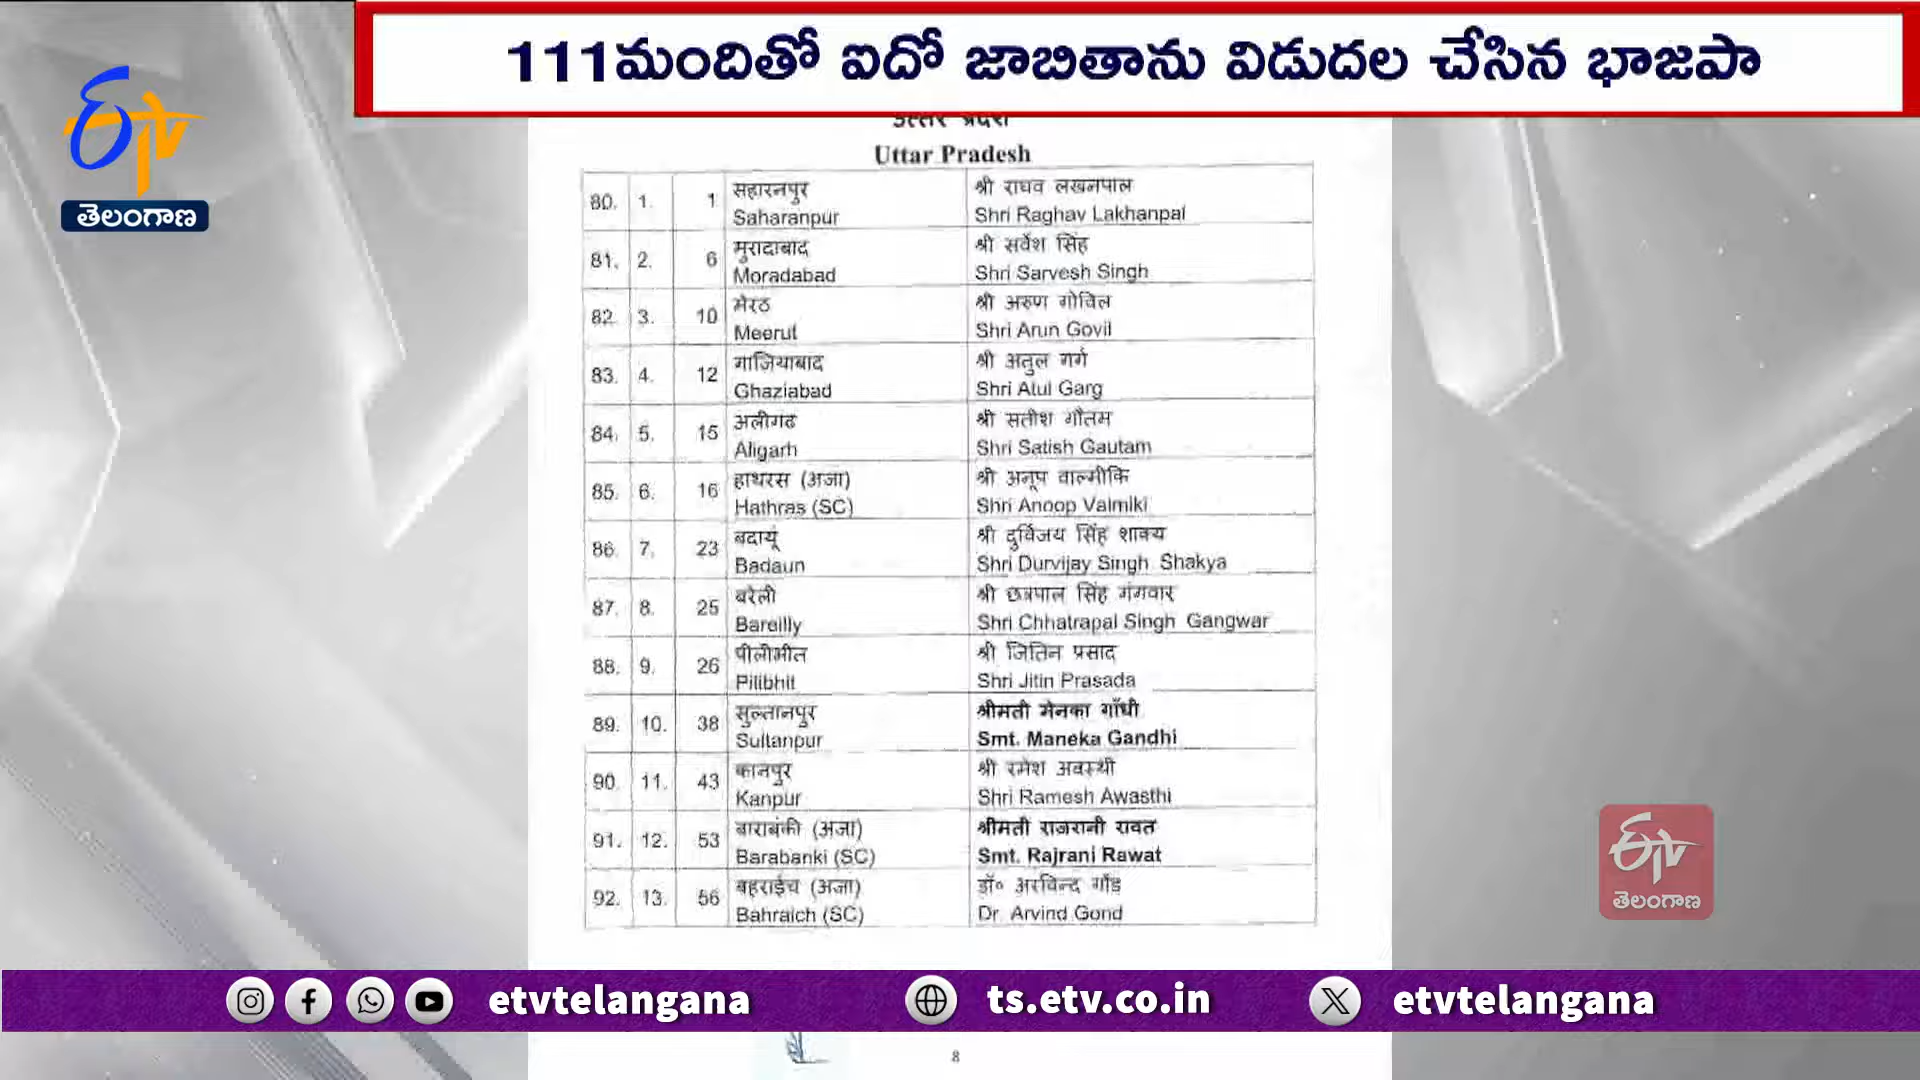 111మందితో ఐదో జాబితాను విడుదల చేసిన భాజపా
ETV
తెలంగాణ
उत्तर प्रदेश
Uttar Pradesh
80. 1. 1 सहारनपुर श्री राघव लखनपाल
Saharanpur Shri Raghav Lakhanpal
81. 2. 6 मुरादाबाद श्री सर्वेश सिंह
Moradabad Shri Sarvesh Singh
82. 3. 10 मेरठ श्री अरुण गोविल
Meerut Shri Arun Govil
83. 4. 12 गाजियाबाद श्री अतुल गर्ग
Ghaziabad Shri Atul Garg
84. 5. 15 अलीगढ श्री सतीश गौतम
Aligarh Shri Satish Gautam
85. 6. 16 हाथरस (अजा) श्री अनूप वाल्मीकि
Hathras (SC) Shri Anoop Valmiki
86. 7. 23 बदायूं श्री दुर्विजय सिंह शाक्य
Badaun Shri Durvijay Singh Shakya
87. 8. 25 बरेली श्री छत्रपाल सिंह गंगवार
Bareilly Shri Chhatrapal Singh Gangwar
88. 9. 26 पीलीभीत श्री जितिन प्रसाद
Pilibhit Shri Jitin Prasada
89. 10. 38 सुल्तानपुर श्रीमती मेनका गाँधी
Sultanpur Smt. Maneka Gandhi
90. 11. 43 कानपुर श्री रमेश अवस्थी
Kanpur Shri Ramesh Awasthi
91. 12. 53 बाराबंकी (अजा) श्रीमती राजरानी रावत
Barabanki (SC) Smt. Rajrani Rawat
92. 13. 56 बहराईच (अजा) डॉ० अरविन्द गोंड
Bahraich (SC) Dr. Arvind Gond
ETV
తెలంగాణ
etvtelangana ts.etv.co.in etvtelangana
8